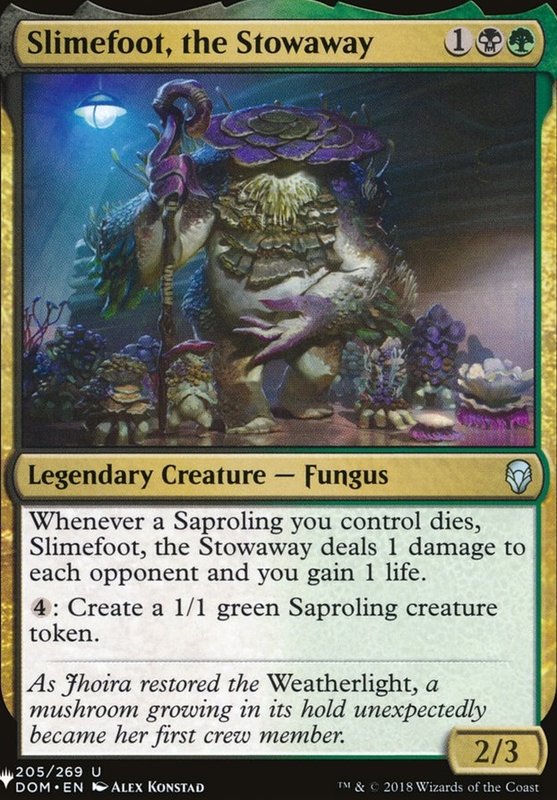 Slimefoot, the Stowaway 1
Legendary Creature — Fungus
Whenever a Saproling you control dies,
Slimefoot, the Stowaway deals 1 damage to
each opponent and you gain 1 life.
4: Create a 1/1 green Saproling creature
token.
As Jhoira restored the Weatherlight, a
mushroom growing in its hold unexpectedly
became her first crew member.
2/3
205/269 U
DOM • EN Alex Konstad
™ & © 2018 Wizards of the Coast